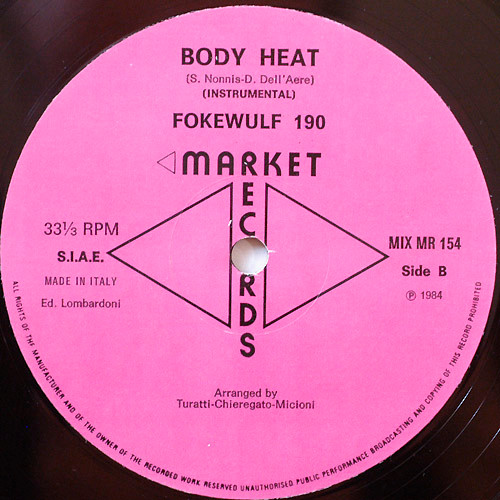 BODY HEAT
(S. Nonnis-D. Dell'Aere)
(INSTRUMENTAL)
FOKEWULF 190
MARKET
RECORDS
33⅓ RPM
S.I.A.E.
MADE IN ITALY
Ed. Lombardoni
MIX MR 154
Side B
℗ 1984
Arranged by
Turatti-Chieregato-Micioni
ALL RIGHTS OF THE MANUFACTURER AND OF THE OWNER OF THE RECORDED WORK RESERVED UNAUTHORISED PUBLIC PERFORMANCE BROADCASTING AND COPYING OF THIS RECORD PROHIBITED